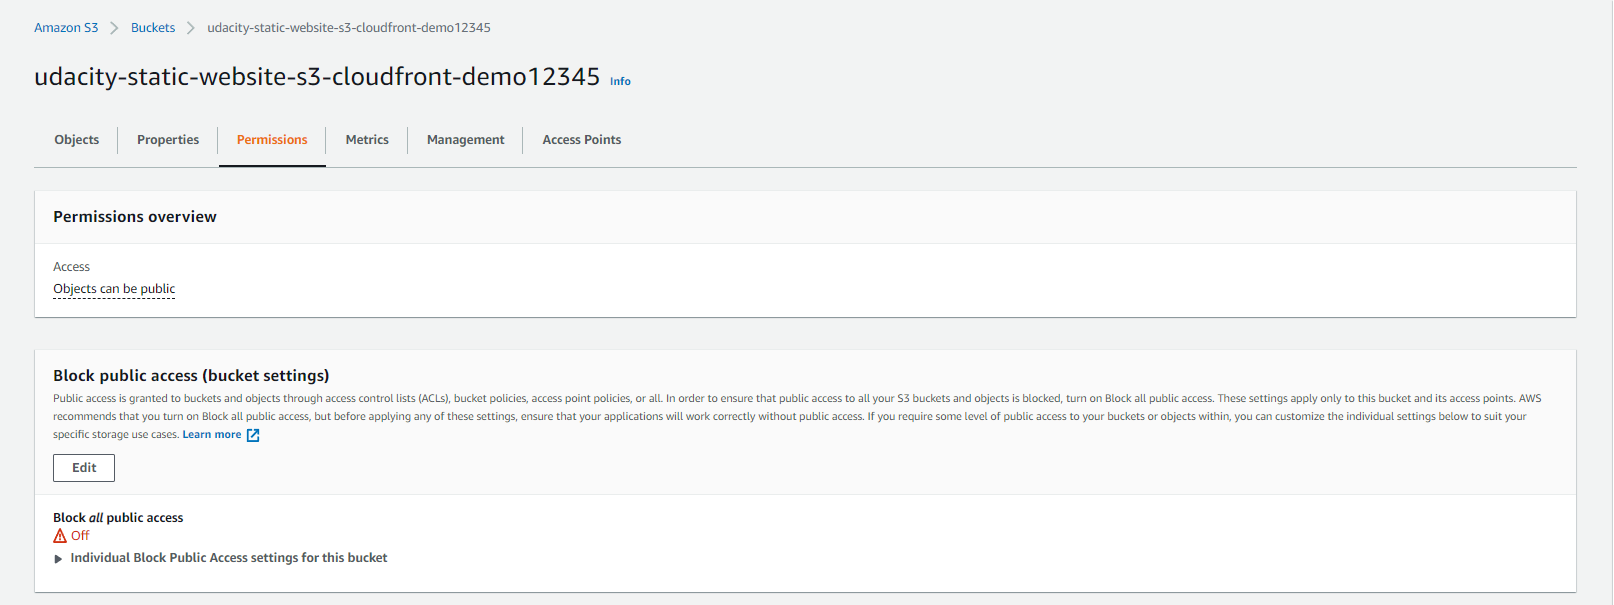 Amazon S3 > Buckets > udacity-static-website-s3-cloudfront-demo12345
udacity-static-website-s3-cloudfront-demo12345 Info
Objects Properties Permissions Metrics Management Access Points
Permissions overview
Access
Objects can be public
Block public access (bucket settings)
Public access is granted to buckets and objects through access control lists (ACLs), bucket policies, access point policies, or all. In order to ensure that public access to all your S3 buckets and objects is blocked, turn on Block all public access. These settings apply only to this bucket and its access points. AWS
recommends that you turn on Block all public access, but before applying any of these settings, ensure that your applications will work correctly without public access. If you require some level of public access to your buckets or objects within, you can customize the individual settings below to suit your
specific storage use cases. Learn more
Edit
Block all public access
Off
Individual Block Public Access settings for this bucket